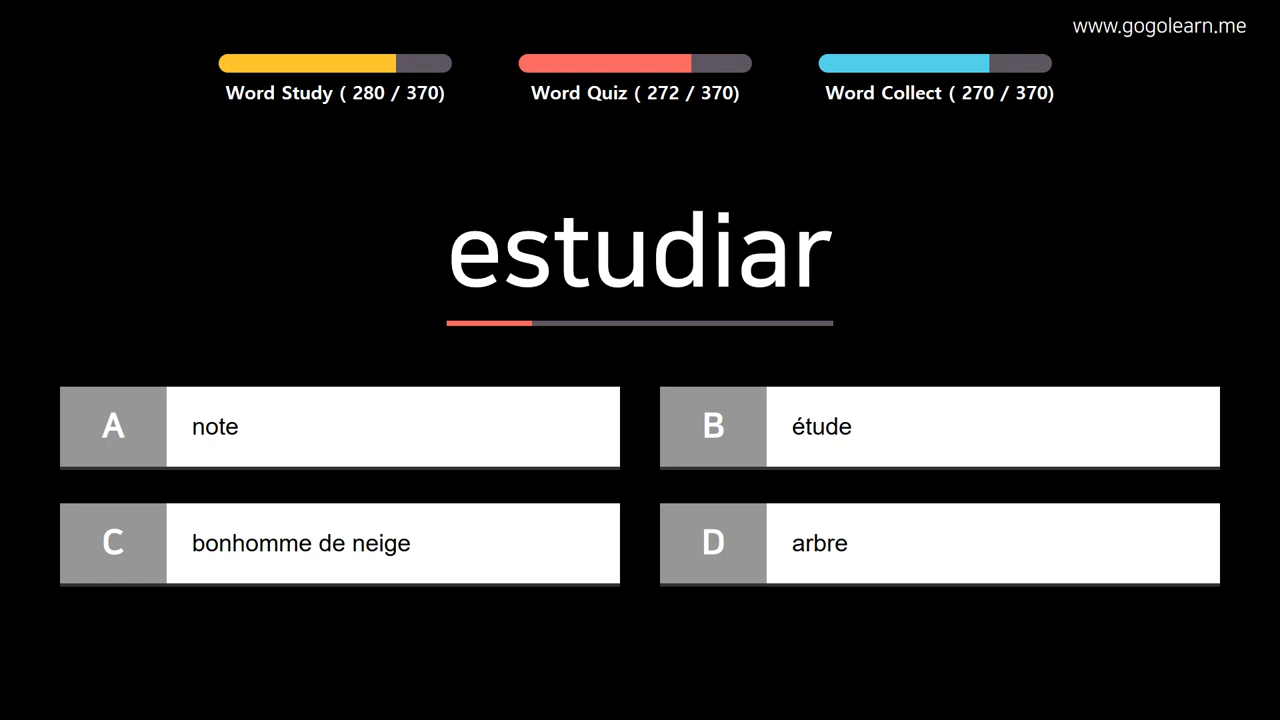 www.gogolearn.me
Word Study ( 280 / 370)
Word Quiz ( 272 / 370)
Word Collect ( 270 / 370)
estudiar
A note
B étude
C bonhomme de neige
D arbre